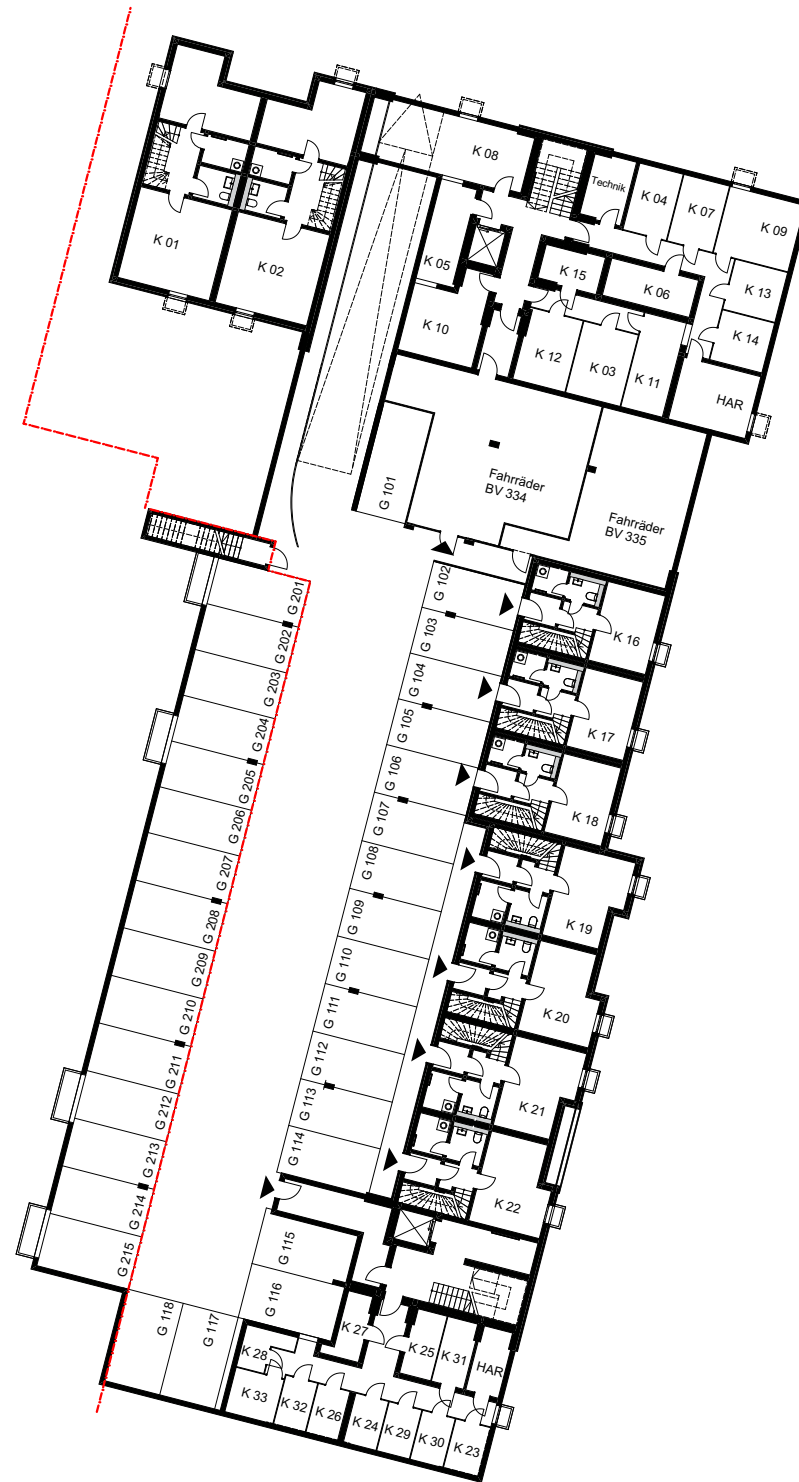 K 08
Technik
K 04
K 07
K 09
K 01
K 02
K 05
K 15
K 06
K 13
K 14
K 10
K 12
K 03
K 11
HAR
G 101
Fahrräder
BV 334
Fahrräder
BV 335
G 201
G 202
G 203
G 204
G 205
G 206
G 207
G 208
G 209
G 210
G 211
G 212
G 213
G 214
G 215
G 102
G 103
G 104
G 105
G 106
G 107
G 108
G 109
G 110
G 111
G 112
G 113
G 114
K 16
K 17
K 18
K 19
K 20
K 21
K 22
G 115
G 116
G 117
G 118
K 27
K 25
K 31
HAR
K 28
K 33
K 32
K 26
K 24
K 29
K 30
K 23